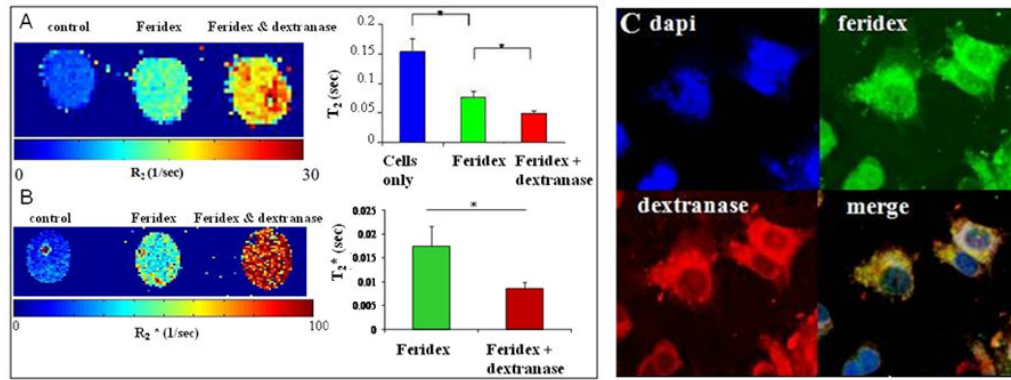 A
control Feridex Feridex & dextranase
0 30
R2 (1/sec)
T2 (sec)
0.2
0.15
0.1
0.05
0
* *
Cells only Feridex Feridex + dextranase
B
control Feridex Feridex & dextranase
0 100
R2 * (1/sec)
T2* (sec)
0.025
0.02
0.015
0.01
0.005
0
*
Feridex Feridex + dextranase
C
dapi feridex
dextranase merge